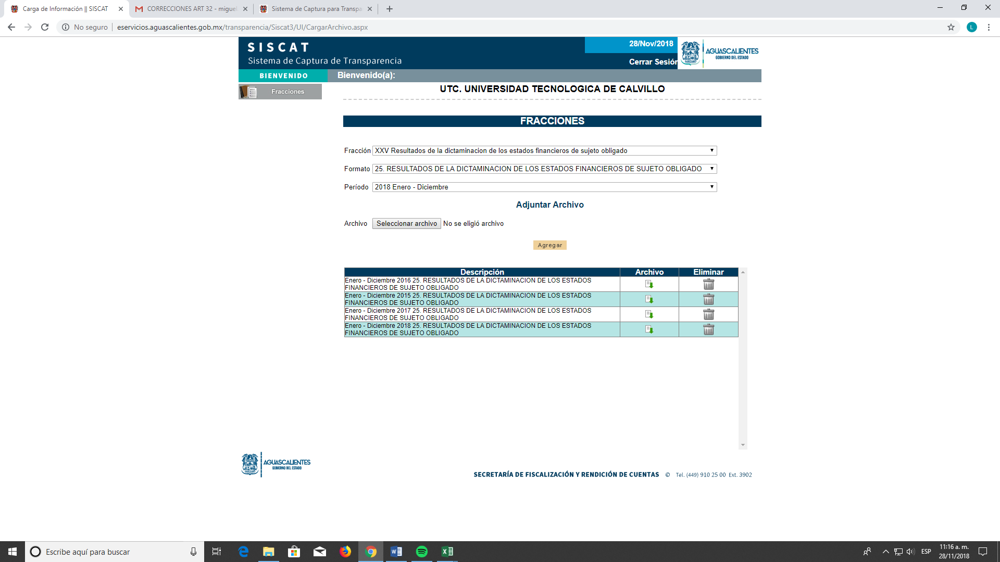 Carga de Información || SISCAT
CORRECCIONES ART 32 - miguel
Sistema de Captura para Transpa
No seguro
eservicios.aguascalientes.gob.mx/transparencia/Siscat3/UI/CargarArchivo.aspx
L
SISCAT
Sistema de Captura de Transparencia
28/Nov/2018
Cerrar Sesión
AGUASCALIENTES
GOBIERNO DEL ESTADO
BIENVENIDO
Bienvenido(a):
Fracciones
UTC. UNIVERSIDAD TECNOLOGICA DE CALVILLO
FRACCIONES
Fracción XXV Resultados de la dictaminacion de los estados financieros de sujeto obligado
Formato 25. RESULTADOS DE LA DICTAMINACION DE LOS ESTADOS FINANCIEROS DE SUJETO OBLIGADO
Período 2018 Enero - Diciembre
Adjuntar Archivo
Archivo Seleccionar archivo No se eligió archivo
Agregar
Descripción Archivo Eliminar
Enero - Diciembre 2016 25. RESULTADOS DE LA DICTAMINACION DE LOS ESTADOS
FINANCIEROS DE SUJETO OBLIGADO
Enero - Diciembre 2015 25. RESULTADOS DE LA DICTAMINACION DE LOS ESTADOS
FINANCIEROS DE SUJETO OBLIGADO
Enero - Diciembre 2017 25. RESULTADOS DE LA DICTAMINACION DE LOS ESTADOS
FINANCIEROS DE SUJETO OBLIGADO
Enero - Diciembre 2018 25. RESULTADOS DE LA DICTAMINACION DE LOS ESTADOS
FINANCIEROS DE SUJETO OBLIGADO
AGUASCALIENTES
GOBIERNO DEL ESTADO
SECRETARÍA DE FISCALIZACIÓN Y RENDICIÓN DE CUENTAS © Tel. (449) 910 25 00 Ext. 3902
Escribe aquí para buscar
ESP
11:16 a. m.
28/11/2018